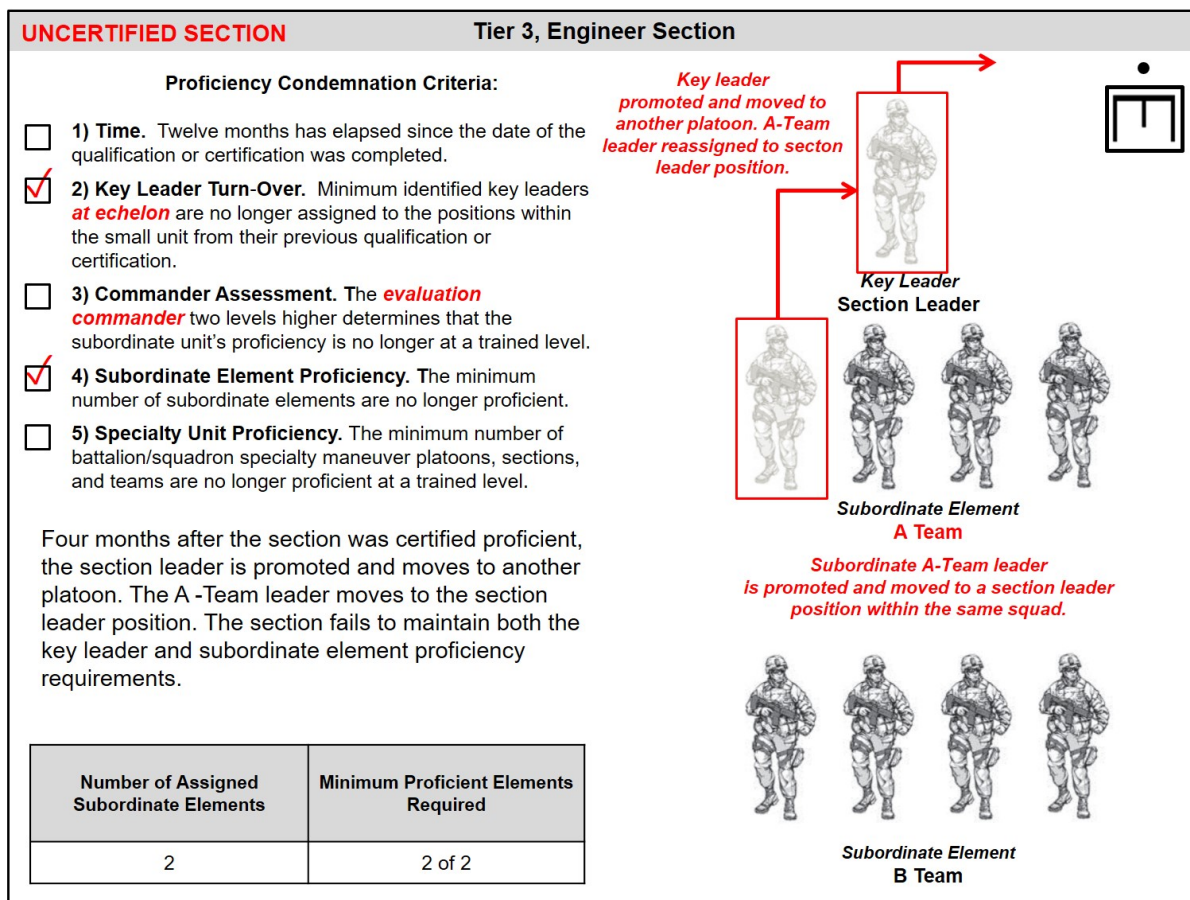 UNCERTIFIED SECTION
Tier 3, Engineer Section
Proficiency Condemnation Criteria:
1) Time. Twelve months has elapsed since the date of the
qualification or certification was completed.
2) Key Leader Turn-Over. Minimum identified key leaders
at echelon are no longer assigned to the positions within
the small unit from their previous qualification or
certification.
3) Commander Assessment. The evaluation
commander two levels higher determines that the
subordinate unit's proficiency is no longer at a trained level.
4) Subordinate Element Proficiency. The minimum
number of subordinate elements are no longer proficient.
5) Specialty Unit Proficiency. The minimum number of
battalion/squadron specialty maneuver platoons, sections,
and teams are no longer proficient at a trained level.
Four months after the section was certified proficient,
the section leader is promoted and moves to another
platoon. The A -Team leader moves to the section
leader position. The section fails to maintain both the
key leader and subordinate element proficiency
requirements.
Number of Assigned
Subordinate Elements
Minimum Proficient Elements
Required
2
2 of 2
Key leader
promoted and moved to
another platoon. A-Team
leader reassigned to secton
leader position.
Key Leader
Section Leader
Subordinate Element
A Team
Subordinate A-Team leader
is promoted and moved to a section leader
position within the same squad.
Subordinate Element
B Team